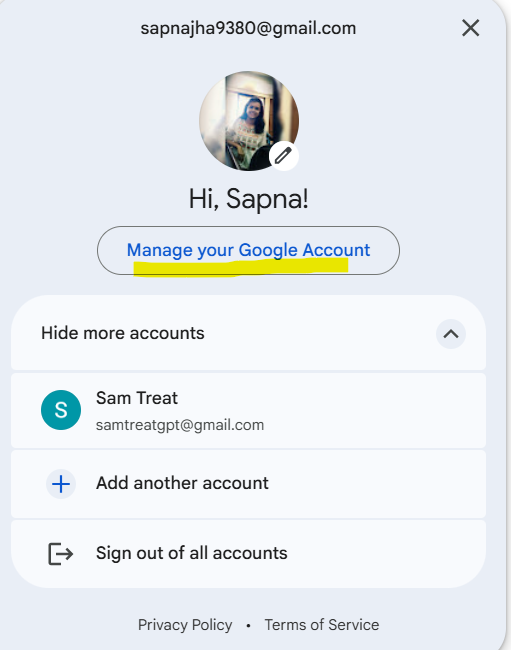 sapnajha9380@gmail.com
Hi, Sapna!
Manage your Google Account
Hide more accounts
S
Sam Treat
samtreatgpt@gmail.com
Add another account
Sign out of all accounts
Privacy Policy • Terms of Service